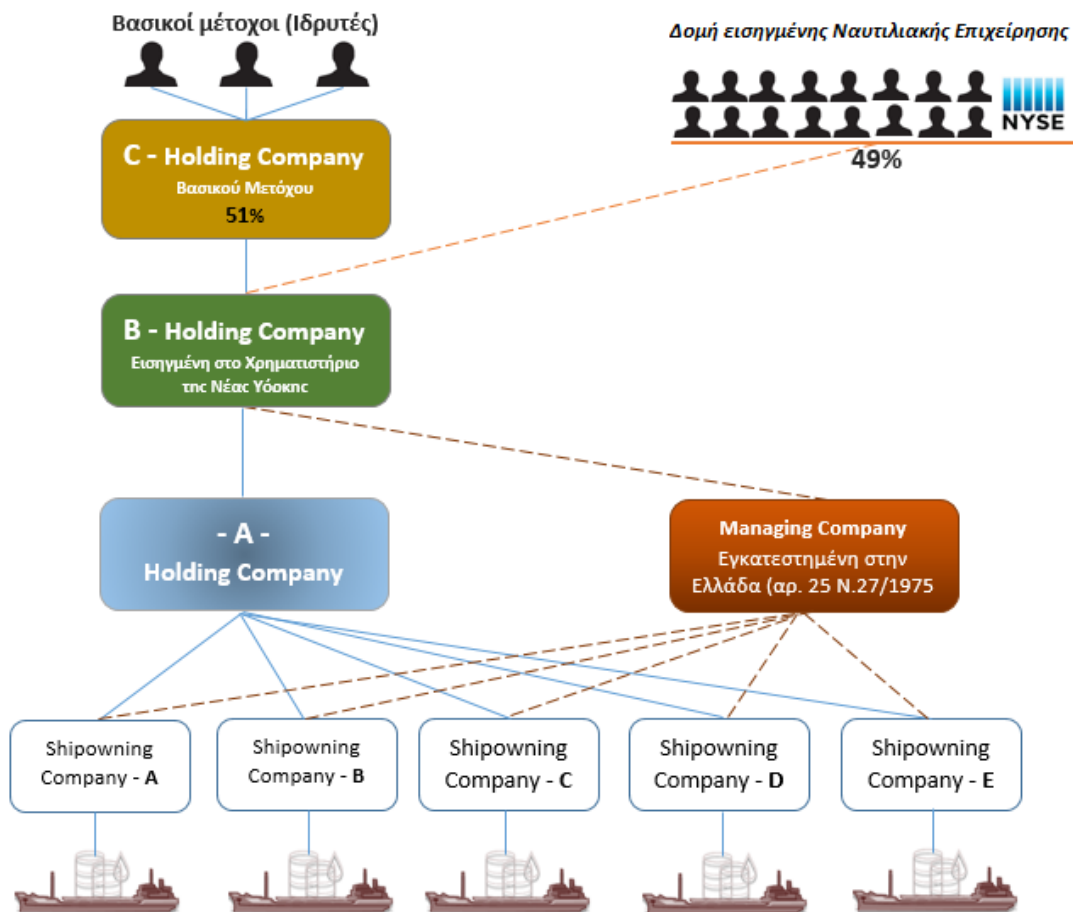 Βασικοί μέτοχοι (Ιδρυτές)
Δομή εισηγμένης Ναυτιλιακής Επιχείρησης
NYSE
49%
C - Holding Company
Βασικού Μετόχου
51%
B - Holding Company
Εισηγμένη στο Χρηματιστήριο
της Νέας Υόρκης
- A -
Holding Company
Managing Company
Εγκατεστημένη στην
Ελλάδα (αρ. 25 Ν.27/1975
Shipowning
Company - A
Shipowning
Company - B
Shipowning
Company - C
Shipowning
Company - D
Shipowning
Company - E